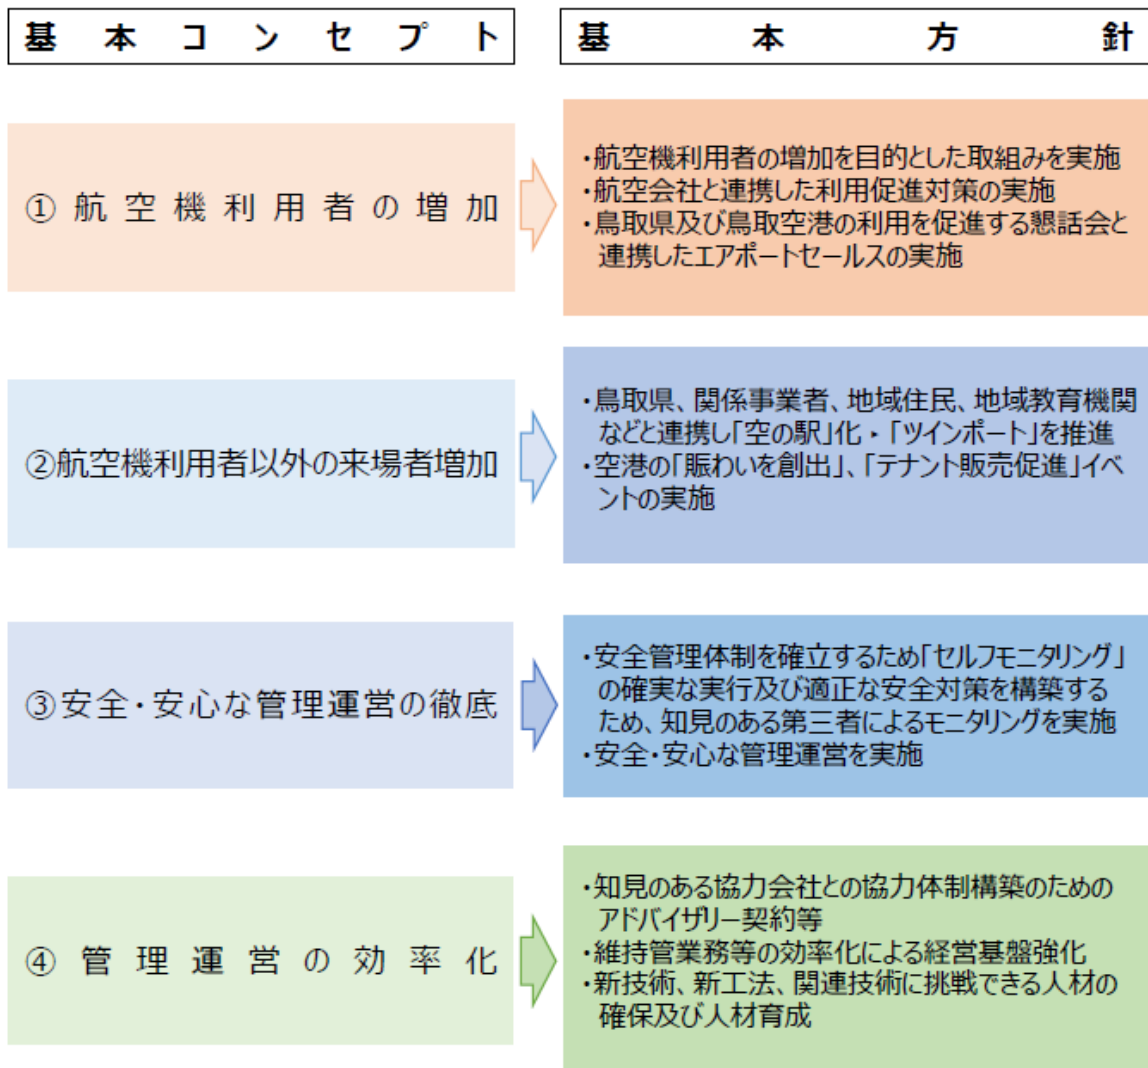 基本コンセプト
基本方針
①航空機利用者の増加
・航空機利用者の増加を目的とした取組みを実施
・航空会社と連携した利用促進対策の実施
・鳥取県及び鳥取空港の利用を促進する懇話会と
連携したエアポートセールスの実施
②航空機利用者以外の来場者増加
・鳥取県、関係事業者、地域住民、地域教育機関
などと連携し「空の駅」化・「ツインポート」を推進
・空港の「賑わいを創出」、「テナント販売促進」イベ
ントの実施
③安全・安心な管理運営の徹底
・安全管理体制を確立するため「セルフモニタリング」
の確実な実行及び適正な安全対策を構築する
ため、知見のある第三者によるモニタリングを実施
・安全・安心な管理運営を実施
④管理運営の効率化
・知見のある協力会社との協力体制構築のための
アドバイザリー契約等
・維持管業務等の効率化による経営基盤強化
・新技術、新工法、関連技術に挑戦できる人材の
確保及び人材育成